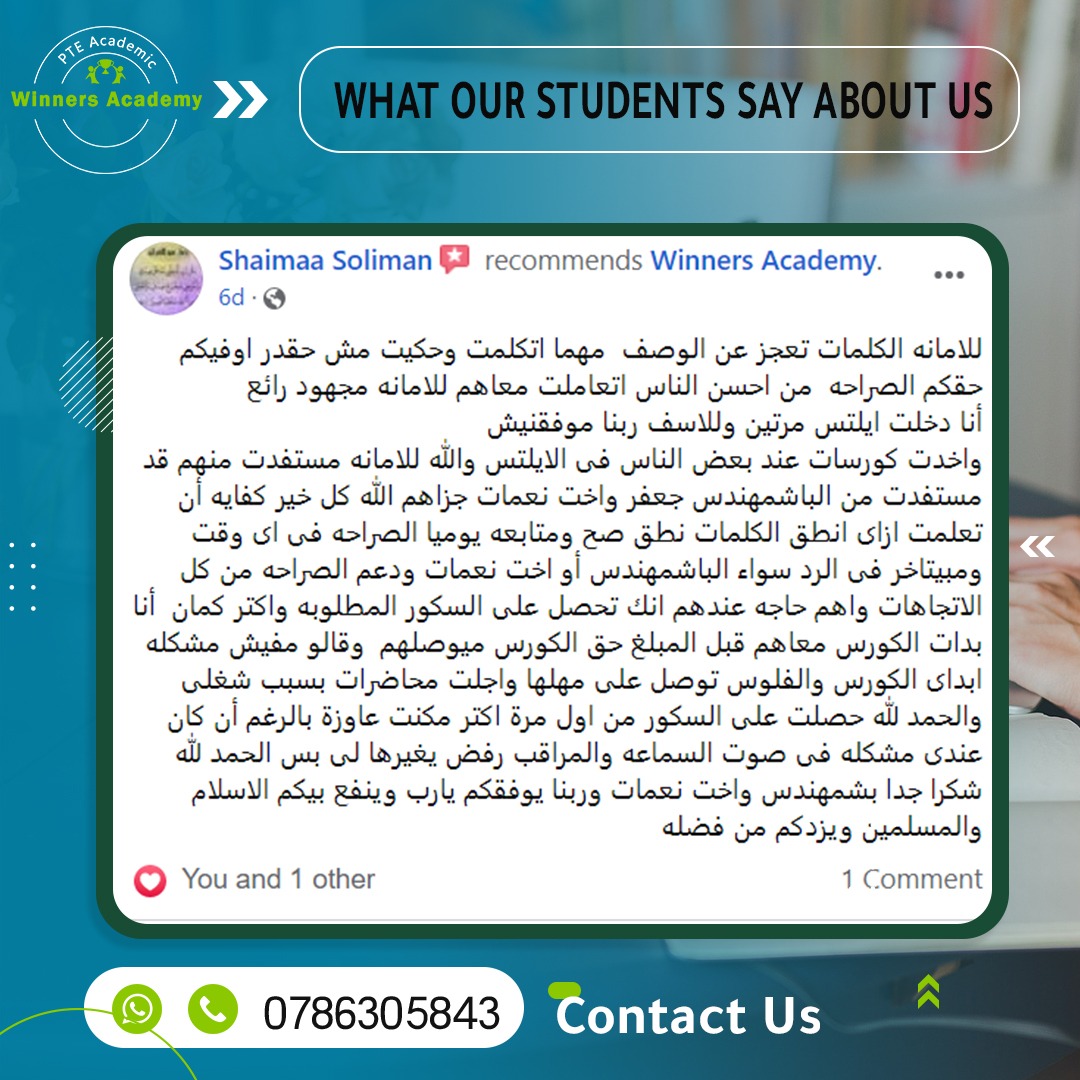 PTE Academic
Winners Academy
WHAT OUR STUDENTS SAY ABOUT US
Shaimaa Soliman recommends Winners Academy.
6d ·
للامانه الكلمات تعجز عن الوصف مهما اتكلمت وحكيت مش حقدر اوفيكم
حقكم الصراحه من احسن الناس اتعاملت معاهم للامانه مجهود رائع
أنا دخلت ايلتس مرتين وللاسف ربنا موفقنيش
واخدت كورسات عند بعض الناس فى الايلتس والله للامانه مستفدت منهم قد
مستفدت من الباشمهندس جعفر واخت نعمات جزاهم الله كل خير كفايه أن
تعلمت ازاى انطق الكلمات نطق صح ومتابعه يوميا الصراحه فى اى وقت
ومبيتاخر فى الرد سواء الباشمهندس أو اخت نعمات ودعم الصراحه من كل
الاتجاهات واهم حاجه عندهم انك تحصل على السكور المطلوبه واكتر كمان أنا
بدات الكورس معاهم قبل المبلغ حق الكورس ميوصلهم وقالو مفيش مشكله
ابداى الكورس والفلوس توصل على مهلها واجلت محاضرات بسبب شغلى
والحمد لله حصلت على السكور من اول مرة اكتر مكنت عاوزة بالرغم أن كان
عندى مشكله فى صوت السماعه والمراقب رفض يغيرها لى بس الحمد لله
شكرا جدا بشمهندس واخت نعمات وربنا يوفقكم يارب وينفع بيكم الاسلام
والمسلمين ويزدكم من فضله
You and 1 other
1 Comment
0786305843
Contact Us